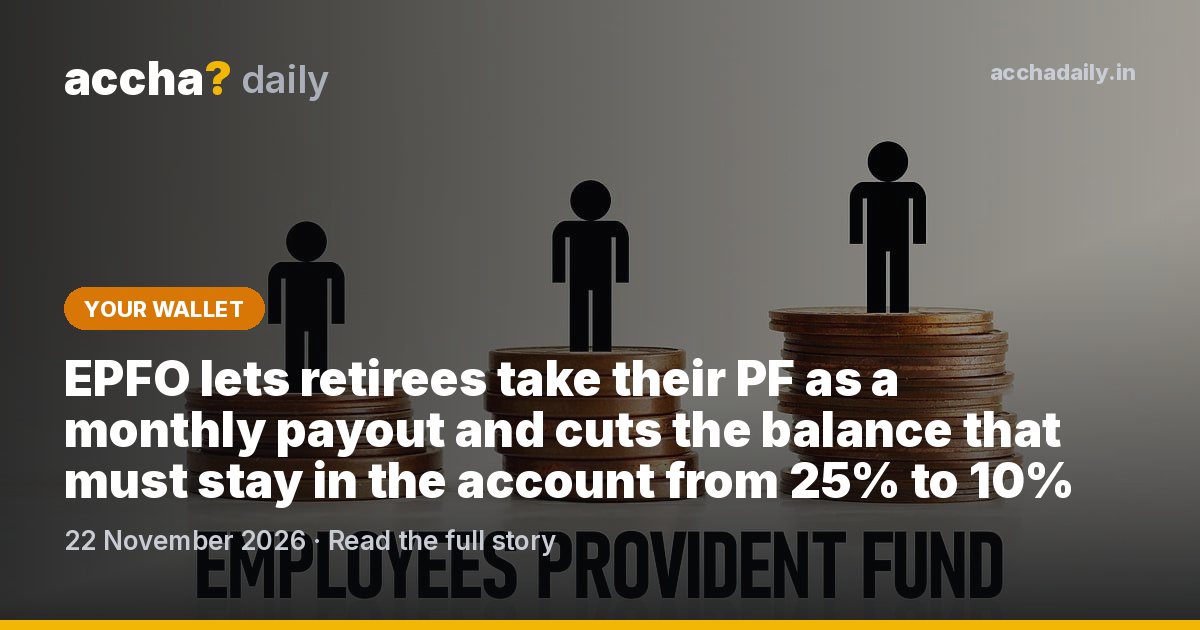 accha? daily
acchadaily.in
YOUR WALLET
EPFO lets retirees take their PF as a
monthly payout and cuts the balance that
must stay in the account from 25% to 10%
22 November 2026 · Read the full story
EMPLOYEES PROVIDENT FUND